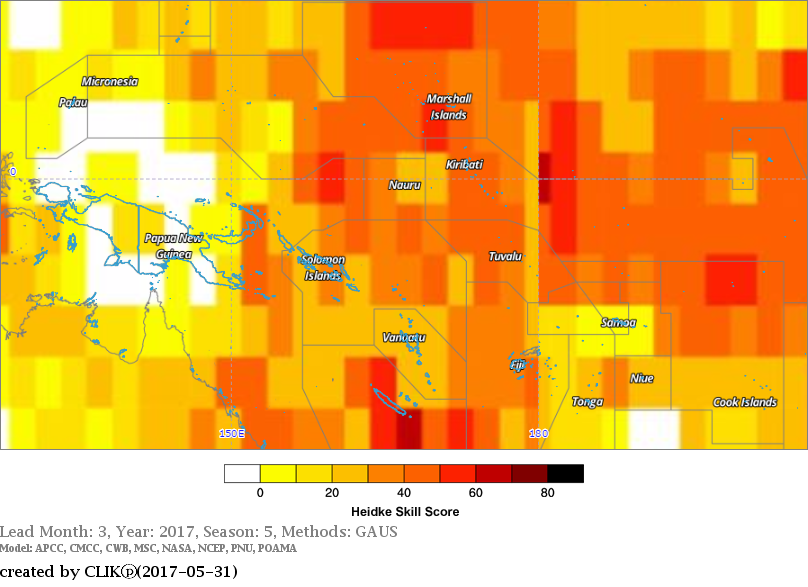 Micronesia
Palau
Marshall
Islands
Kiribati
0
Nauru
Papua New
Guinea
Solomon
Islands
Tuvalu
Samoa
Vanuatu
Fiji
Niue
Tonga
Cook Islands
150E
180
0 20 40 60 80
Heidke Skill Score
Lead Month: 3, Year: 2017, Season: 5, Methods: GAUS
Model: APCC, CMCC, CWB, MSC, NASA, NCEP, PNU, POAMA
created by CLIKⓟ(2017-05-31)